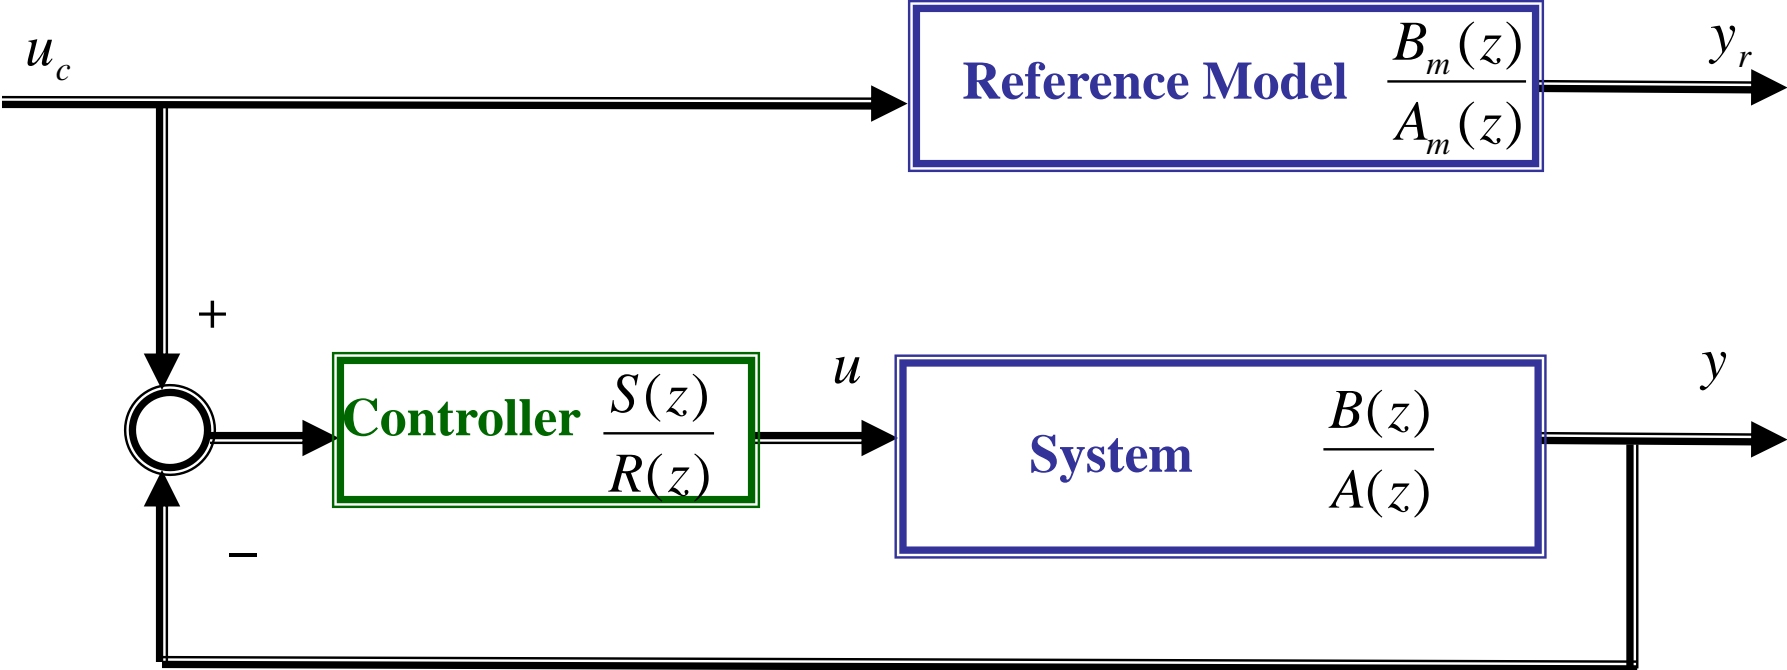 u_c
Reference Model B_m(z)
A_m(z)
y_r
+
Controller S(z)
R(z)
u
System B(z)
A(z)
y
−